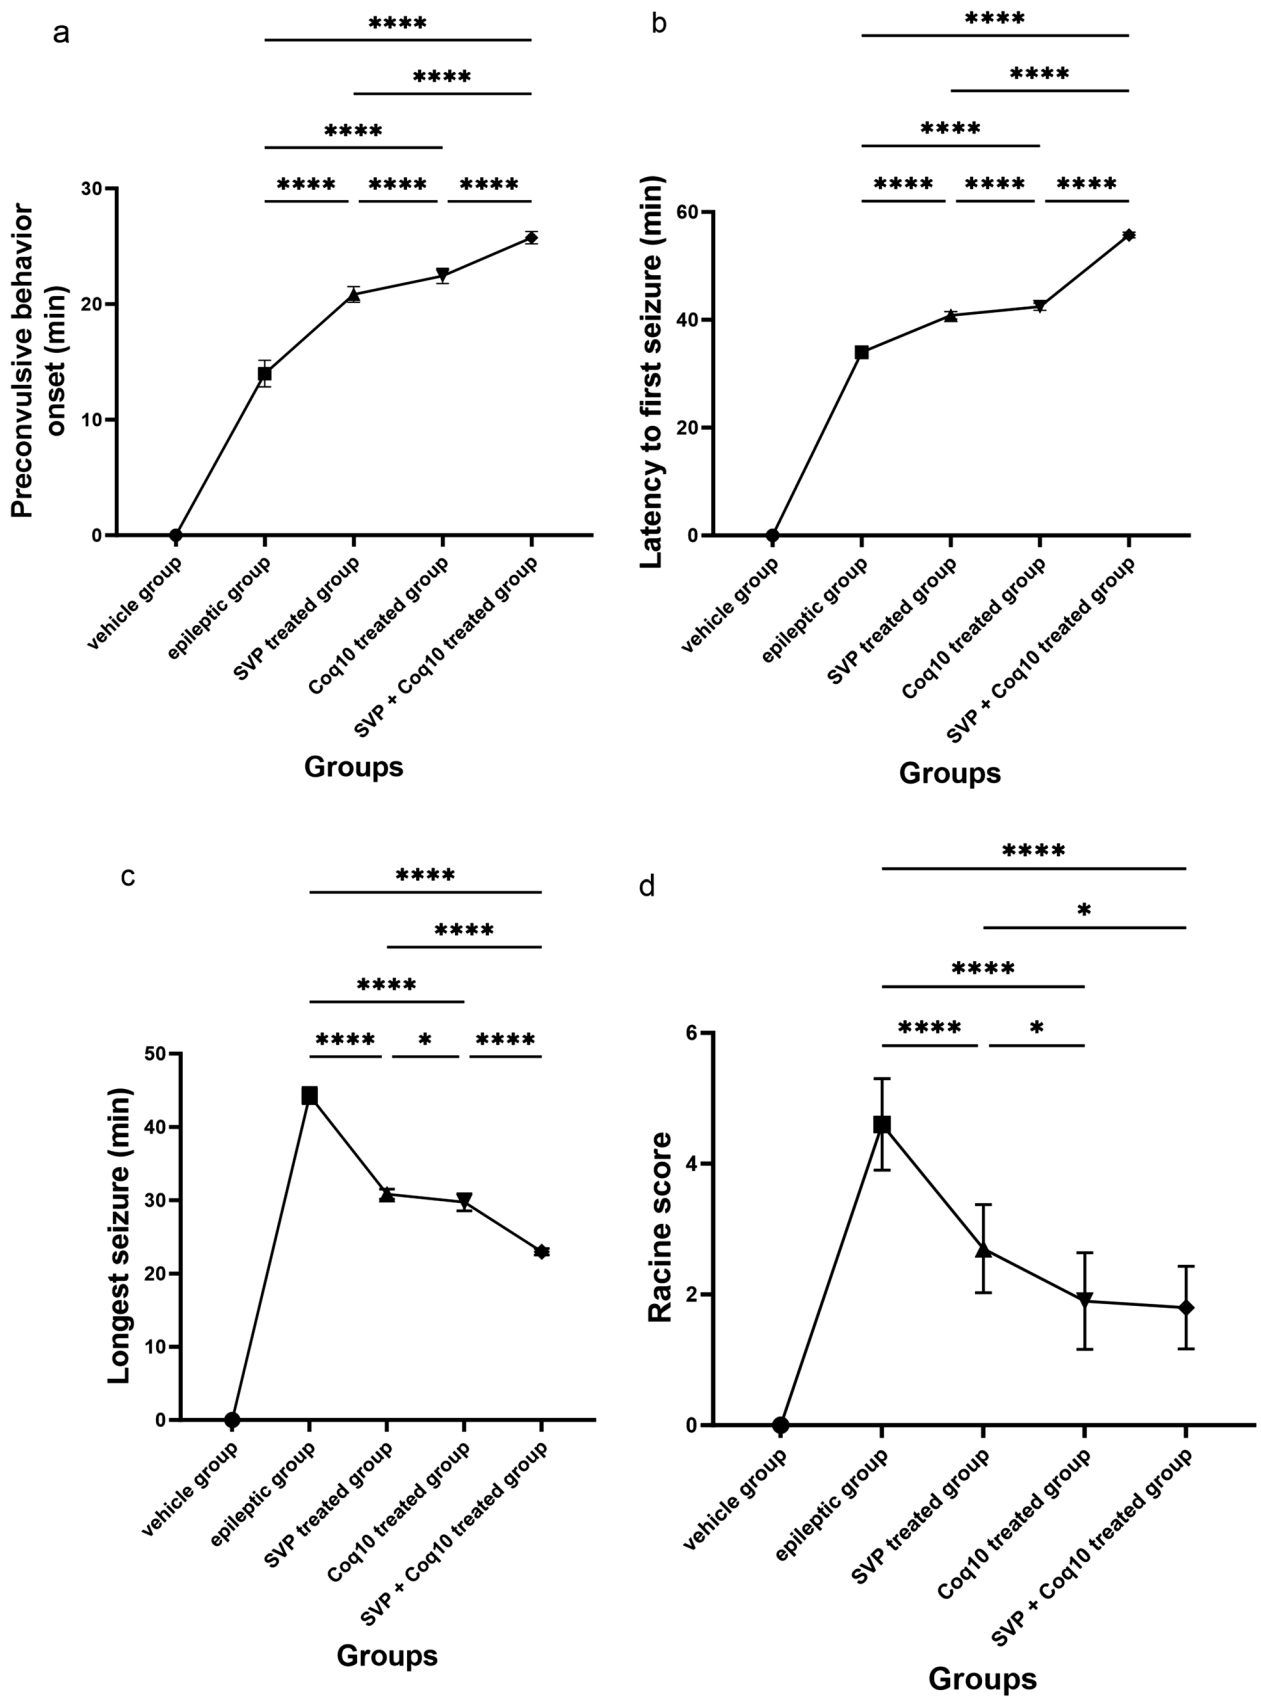 a
****
****
****
**** **** ****
Preconvulsive behavior
onset (min)
30
20
10
0
vehicle group
epileptic group
SVP treated group
Coq10 treated group
SVP + Coq10 treated group
Groups
b
****
****
****
**** **** ****
Latency to first seizure (min)
60
40
20
0
vehicle group
epileptic group
SVP treated group
Coq10 treated group
SVP + Coq10 treated group
Groups
c
****
****
****
**** * ****
Longest seizure (min)
50
40
30
20
10
0
vehicle group
epileptic group
SVP treated group
Coq10 treated group
SVP + Coq10 treated group
Groups
d
****
*
****
**** *
Racine score
6
4
2
0
vehicle group
epileptic group
SVP treated group
Coq10 treated group
SVP + Coq10 treated group
Groups